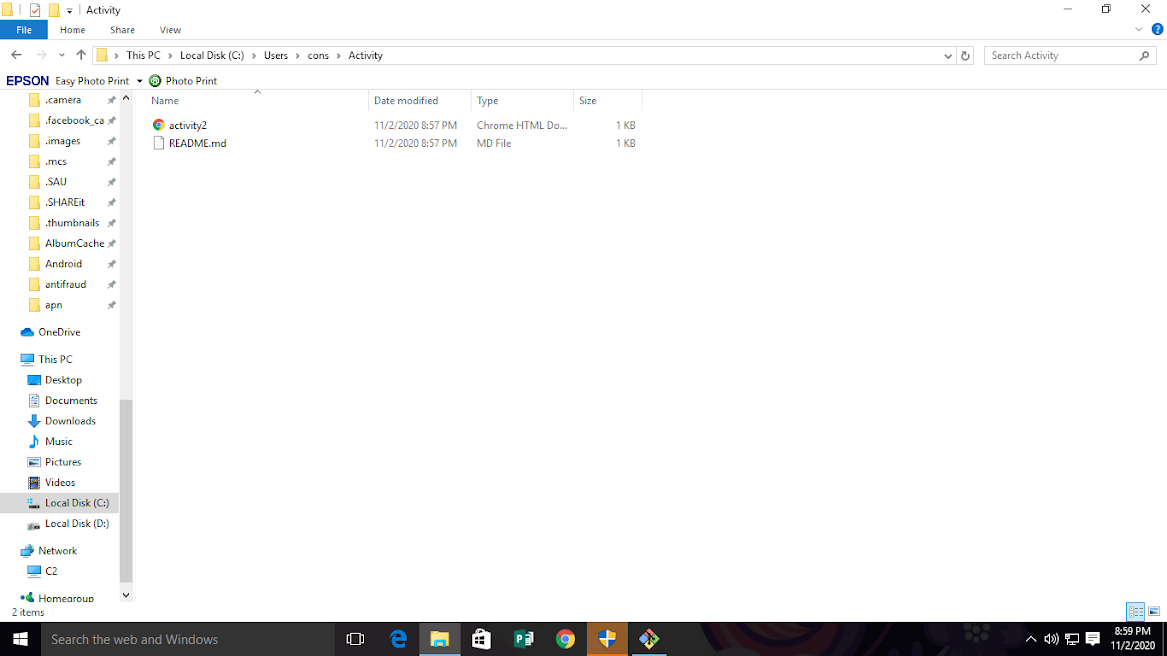 Activity
File Home Share View
This PC Local Disk (C:) Users cons Activity Search Activity
EPSON Easy Photo Print Photo Print
Name Date modified Type Size
activity2 11/2/2020 8:57 PM Chrome HTML Do... 1 KB
README.md 11/2/2020 8:57 PM MD File 1 KB
.camera
.facebook_ca
.images
.mcs
.SAU
.SHAREit
.thumbnails
AlbumCache
Android
antifraud
apn
OneDrive
This PC
Desktop
Documents
Downloads
Music
Pictures
Videos
Local Disk (C:)
Local Disk (D:)
Network
C2
Homegroup
2 items
Search the web and Windows
8:59 PM
11/2/2020